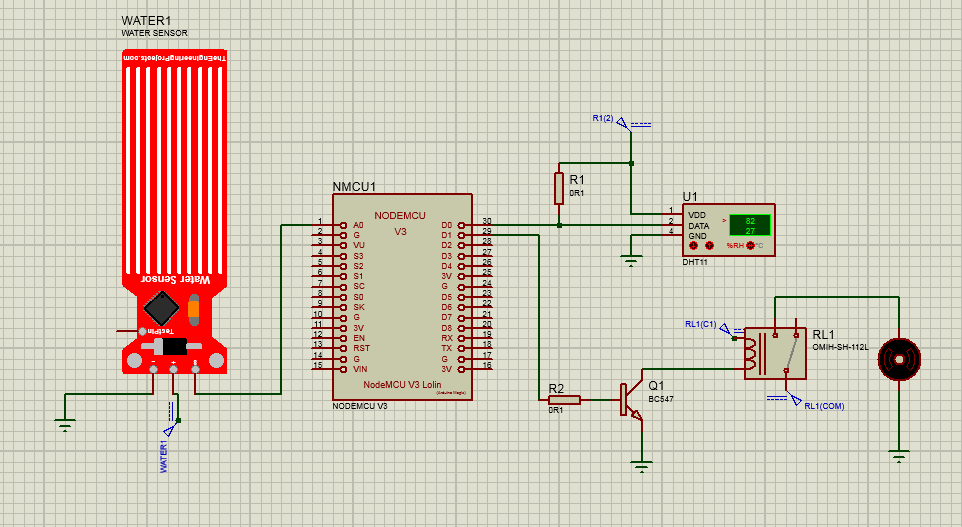 WATER1
WATER SENSOR
TheEngineeringProjects.com
Water Sensor
TestPin
WATER1
NMCU1
NODEMCU
V3
1 A0
2 G
3 VU
4 S3
5 S2
6 S1
7 SC
8 S0
9 SK
10 G
11 3V
12 EN
13 RST
14 G
15 VIN
D0 30
D1 29
D2 28
D3 27
D4 26
3V 25
G 24
D5 23
D6 22
D7 21
D8 20
RX 19
TX 18
G 17
3V 16
NodeMCU V3 Lolin
NODEMCU V3
R1(2)
R1
0R1
U1
1 VDD
2 DATA
4 GND
>
82
27
%RH
°C
DHT11
R2
0R1
Q1
BC547
RL1(C1)
RL1
OMIH-SH-112L
RL1(COM)